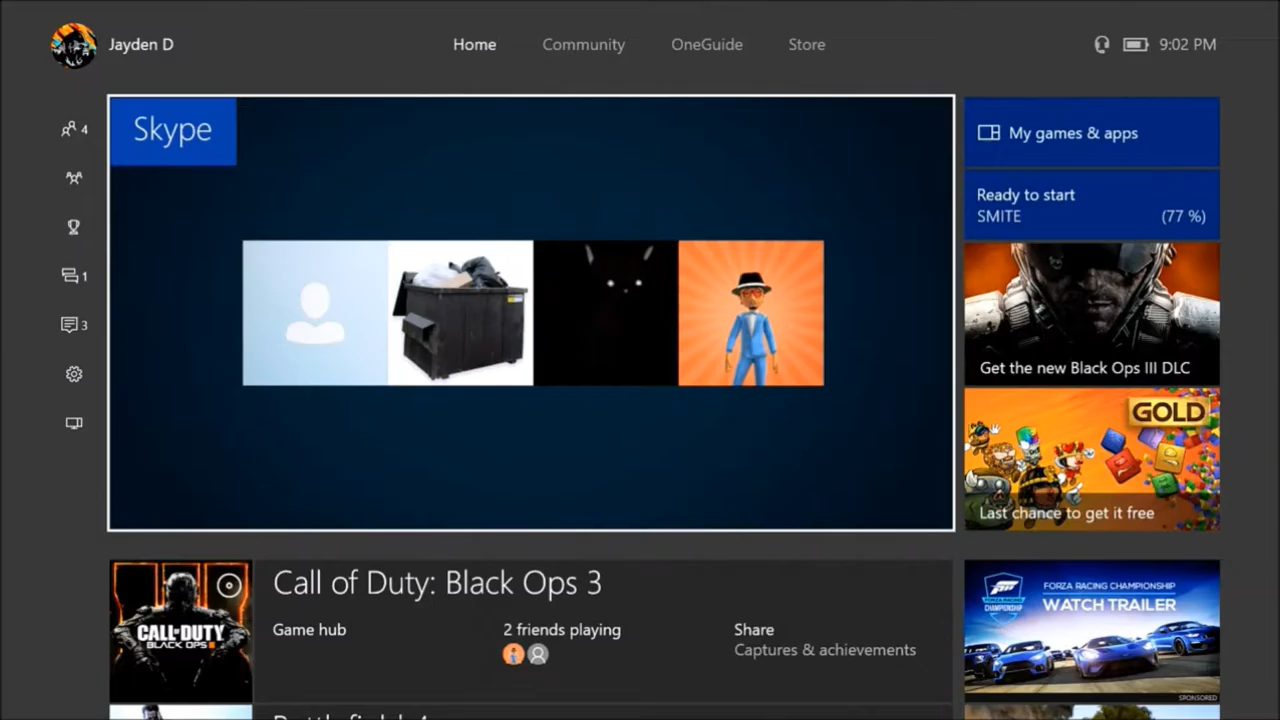 Jayden D
Home
Community
OneGuide
Store
9:02 PM
4
1
3
Skype
My games & apps
Ready to start
SMITE
(77 %)
Get the new Black Ops III DLC
GOLD
Last chance to get it free
CALL OF DUTY
BLACK OPS III
Call of Duty: Black Ops 3
Game hub
2 friends playing
Share
Captures & achievements
FORZA RACING
CHAMPIONSHIP
FORZA RACING CHAMPIONSHIP
WATCH TRAILER
SPONSORED